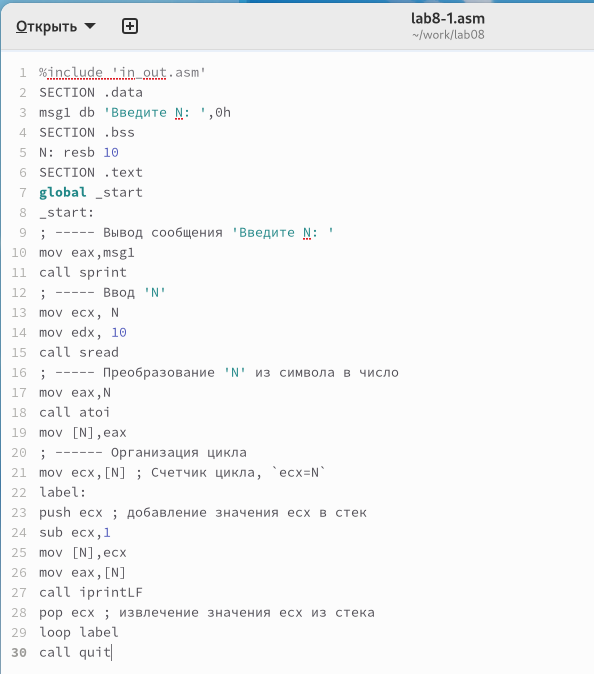 Открыть
lab8-1.asm
~/work/lab08
1 %include 'in_out.asm'
2 SECTION .data
3 msg1 db 'Введите N: ',0h
4 SECTION .bss
5 N: resb 10
6 SECTION .text
7 global _start
8 _start:
9 ; ----- Вывод сообщения 'Введите N: '
10 mov eax,msg1
11 call sprint
12 ; ----- Ввод 'N'
13 mov ecx, N
14 mov edx, 10
15 call sread
16 ; ----- Преобразование 'N' из символа в число
17 mov eax,N
18 call atoi
19 mov [N],eax
20 ; ------ Организация цикла
21 mov ecx,[N] ; Счетчик цикла, `ecx=N`
22 label:
23 push ecx ; добавление значения ecx в стек
24 sub ecx,1
25 mov [N],ecx
26 mov eax,[N]
27 call iprintLF
28 pop ecx ; извлечение значения ecx из стека
29 loop label
30 call quit